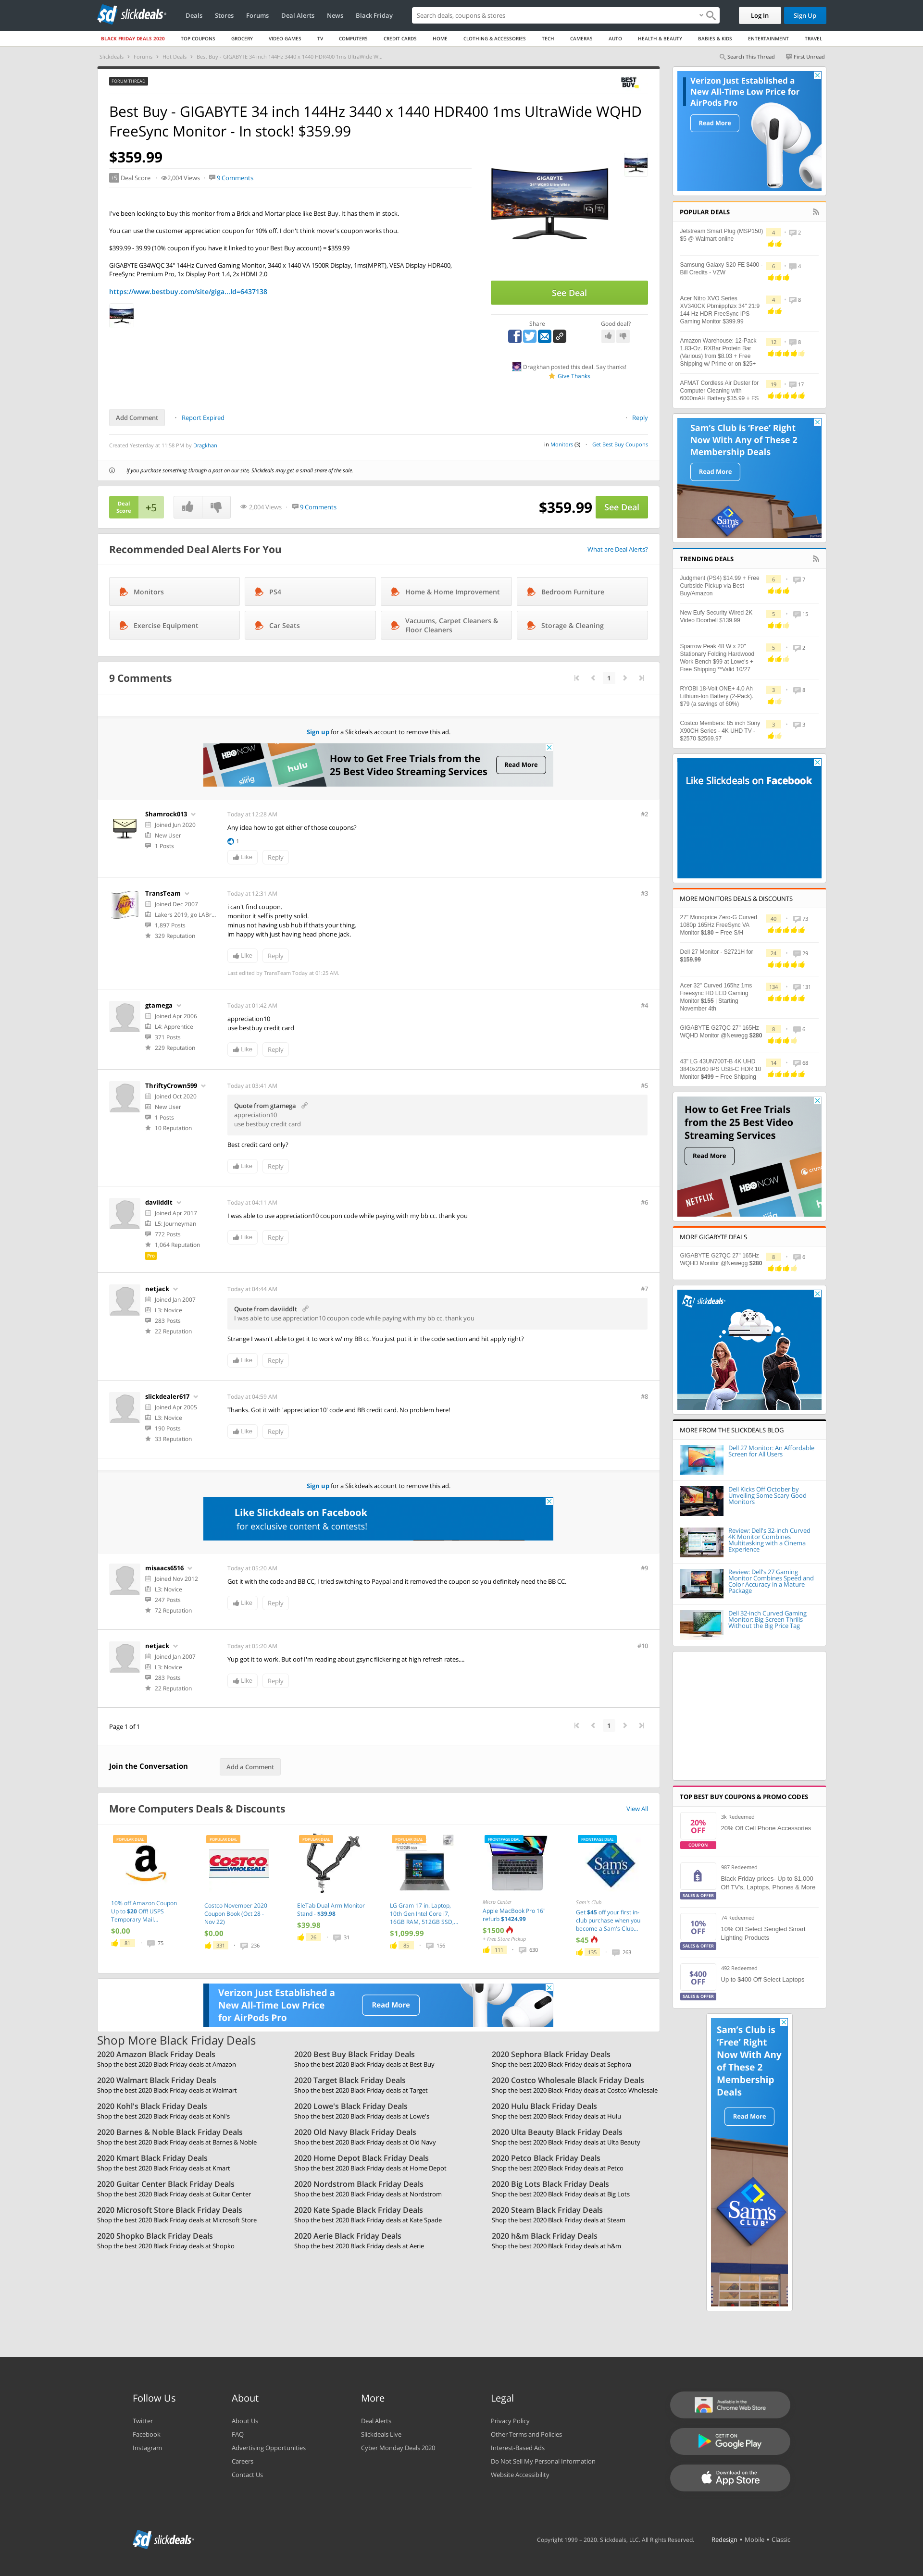 sd slickdeals
Deals Stores Forums Deal Alerts News Black Friday
Search deals, coupons & stores
Log In Sign Up
BLACK FRIDAY DEALS 2020 TOP COUPONS GROCERY VIDEO GAMES TV COMPUTERS CREDIT CARDS HOME CLOTHING & ACCESSORIES TECH CAMERAS AUTO HEALTH & BEAUTY BABIES & KIDS ENTERTAINMENT TRAVEL
Slickdeals > Forums > Hot Deals > Best Buy - GIGABYTE 34 inch 144Hz 3440 x 1440 HDR400 1ms UltraWide W...
Search This Thread First Unread
FORUM THREAD
BEST BUY
Best Buy - GIGABYTE 34 inch 144Hz 3440 x 1440 HDR400 1ms UltraWide WQHD
FreeSync Monitor - In stock! $359.99
$359.99
+5 Deal Score 2,004 Views 9 Comments
I've been looking to buy this monitor from a Brick and Mortar place like Best Buy. It has them in stock.
You can use the customer appreciation coupon for 10% off. I don't think mover's coupon works thou.
$399.99 - 39.99 (10% coupon if you have it linked to your Best Buy account) = $359.99
GIGABYTE G34WQC 34" 144Hz Curved Gaming Monitor, 3440 x 1440 VA 1500R Display, 1ms(MPRT), VESA Display HDR400,
FreeSync Premium Pro, 1x Display Port 1.4, 2x HDMI 2.0
https://www.bestbuy.com/site/giga...Id=6437138
GIGABYTE
See Deal
Share Good deal?
Dragkhan posted this deal. Say thanks!
Give Thanks
Add Comment Report Expired Reply
Created Yesterday at 11:58 PM by Dragkhan
in Monitors (3) Get Best Buy Coupons
If you purchase something through a post on our site, Slickdeals may get a small share of the sale.
Deal Score +5 2,004 Views 9 Comments $359.99 See Deal
Recommended Deal Alerts For You What are Deal Alerts?
Monitors PS4 Home & Home Improvement Bedroom Furniture
Exercise Equipment Car Seats Vacuums, Carpet Cleaners & Floor Cleaners Storage & Cleaning
9 Comments 1
Sign up for a Slickdeals account to remove this ad.
HBO NOW sling hulu
How to Get Free Trials from the
25 Best Video Streaming Services
Read More
Shamrock013 Today at 12:28 AM #2
Joined Jun 2020
New User
1 Posts
Any idea how to get either of those coupons?
1
Like Reply
TransTeam Today at 12:31 AM #3
Joined Dec 2007
Lakers 2019, go LABr...
1,897 Posts
329 Reputation
i can't find coupon.
monitor it self is pretty solid.
minus not having usb hub if thats your thing.
im happy with just having head phone jack.
Like Reply
Last edited by TransTeam Today at 01:25 AM.
gtamega Today at 01:42 AM #4
Joined Apr 2006
L4: Apprentice
371 Posts
229 Reputation
appreciation10
use bestbuy credit card
Like Reply
ThriftyCrown599 Today at 03:41 AM #5
Joined Oct 2020
New User
1 Posts
10 Reputation
Quote from gtamega
appreciation10
use bestbuy credit card
Best credit card only?
Like Reply
daviiddlt Today at 04:11 AM #6
Joined Apr 2017
L5: Journeyman
772 Posts
1,064 Reputation
Pro
I was able to use appreciation10 coupon code while paying with my bb cc. thank you
Like Reply
netjack Today at 04:44 AM #7
Joined Jan 2007
L3: Novice
283 Posts
22 Reputation
Quote from daviiddlt
I was able to use appreciation10 coupon code while paying with my bb cc. thank you
Strange I wasn't able to get it to work w/ my BB cc. You just put it in the code section and hit apply right?
Like Reply
slickdealer617 Today at 04:59 AM #8
Joined Apr 2005
L3: Novice
190 Posts
33 Reputation
Thanks. Got it with 'appreciation10' code and BB credit card. No problem here!
Like Reply
Sign up for a Slickdeals account to remove this ad.
Like Slickdeals on Facebook
for exclusive content & contests!
misaacs6516 Today at 05:20 AM #9
Joined Nov 2012
L3: Novice
247 Posts
72 Reputation
Got it with the code and BB CC, I tried switching to Paypal and it removed the coupon so you definitely need the BB CC.
Like Reply
netjack Today at 05:20 AM #10
Joined Jan 2007
L3: Novice
283 Posts
22 Reputation
Yup got it to work. But oof I'm reading about gsync flickering at high refresh rates....
Like Reply
Page 1 of 1 1
Join the Conversation Add a Comment
More Computers Deals & Discounts View All
POPULAR DEAL
10% off Amazon Coupon Up to $20 Off! USPS Temporary Mail...
$0.00
81 75
POPULAR DEAL
COSTCO WHOLESALE
Costco November 2020 Coupon Book (Oct 28 - Nov 22)
$0.00
331 236
POPULAR DEAL
EleTab Dual Arm Monitor Stand - $39.98
$39.98
26 31
POPULAR DEAL
LG Gram 17 in. Laptop, 10th Gen Intel Core i7, 16GB RAM, 512GB SSD,...
$1,099.99
85 156
FRONTPAGE DEAL
Micro Center
Apple MacBook Pro 16" refurb $1424.99
$1500
+ Free Store Pickup
111 630
FRONTPAGE DEAL
Sam's Club
Get $45 off your first in-club purchase when you become a Sam's Club...
$45
135 263
Verizon Just Established a
New All-Time Low Price
for AirPods Pro
Read More
Shop More Black Friday Deals
2020 Amazon Black Friday Deals 2020 Best Buy Black Friday Deals 2020 Sephora Black Friday Deals
Shop the best 2020 Black Friday deals at Amazon Shop the best 2020 Black Friday deals at Best Buy Shop the best 2020 Black Friday deals at Sephora
2020 Walmart Black Friday Deals 2020 Target Black Friday Deals 2020 Costco Wholesale Black Friday Deals
Shop the best 2020 Black Friday deals at Walmart Shop the best 2020 Black Friday deals at Target Shop the best 2020 Black Friday deals at Costco Wholesale
2020 Kohl's Black Friday Deals 2020 Lowe's Black Friday Deals 2020 Hulu Black Friday Deals
Shop the best 2020 Black Friday deals at Kohl's Shop the best 2020 Black Friday deals at Lowe's Shop the best 2020 Black Friday deals at Hulu
2020 Barnes & Noble Black Friday Deals 2020 Old Navy Black Friday Deals 2020 Ulta Beauty Black Friday Deals
Shop the best 2020 Black Friday deals at Barnes & Noble Shop the best 2020 Black Friday deals at Old Navy Shop the best 2020 Black Friday deals at Ulta Beauty
2020 Kmart Black Friday Deals 2020 Home Depot Black Friday Deals 2020 Petco Black Friday Deals
Shop the best 2020 Black Friday deals at Kmart Shop the best 2020 Black Friday deals at Home Depot Shop the best 2020 Black Friday deals at Petco
2020 Guitar Center Black Friday Deals 2020 Nordstrom Black Friday Deals 2020 Big Lots Black Friday Deals
Shop the best 2020 Black Friday deals at Guitar Center Shop the best 2020 Black Friday deals at Nordstrom Shop the best 2020 Black Friday deals at Big Lots
2020 Microsoft Store Black Friday Deals 2020 Kate Spade Black Friday Deals 2020 Steam Black Friday Deals
Shop the best 2020 Black Friday deals at Microsoft Store Shop the best 2020 Black Friday deals at Kate Spade Shop the best 2020 Black Friday deals at Steam
2020 Shopko Black Friday Deals 2020 Aerie Black Friday Deals 2020 h&m Black Friday Deals
Shop the best 2020 Black Friday deals at Shopko Shop the best 2020 Black Friday deals at Aerie Shop the best 2020 Black Friday deals at h&m
Verizon Just Established a
New All-Time Low Price for
AirPods Pro
Read More
POPULAR DEALS
Jetstream Smart Plug (MSP150) $5 @ Walmart online 4 2
Samsung Galaxy S20 FE $400 - Bill Credits - VZW 6 4
Acer Nitro XVO Series XV340CK Pbmiipphzx 34" 21:9 144 Hz HDR FreeSync IPS Gaming Monitor $399.99 4 8
Amazon Warehouse: 12-Pack 1.83-Oz. RXBar Protein Bar (Various) from $8.03 + Free Shipping w/ Prime or on $25+ 12 8
AFMAT Cordless Air Duster for Computer Cleaning with 6000mAH Battery $35.99 + FS 19 17
Sam's Club is 'Free' Right
Now With Any of These 2
Membership Deals
Read More
Sam's
TRENDING DEALS
Judgment (PS4) $14.99 + Free Curbside Pickup via Best Buy/Amazon 6 7
New Eufy Security Wired 2K Video Doorbell $139.99 5 15
Sparrow Peak 48 W x 20" Stationary Folding Hardwood Work Bench $99 at Lowe's + Free Shipping **Valid 10/27 5 2
RYOBI 18-Volt ONE+ 4.0 Ah Lithium-Ion Battery (2-Pack). $79 (a savings of 60%) 3 8
Costco Members: 85 inch Sony X90CH Series - 4K UHD TV - $2570 $2569.97 3 3
Like Slickdeals on Facebook
MORE MONITORS DEALS & DISCOUNTS
27" Monoprice Zero-G Curved 1080p 165Hz FreeSync VA Monitor $180 + Free S/H 40 73
Dell 27 Monitor - S2721H for $159.99 24 29
Acer 32" Curved 165hz 1ms Freesync HD LED Gaming Monitor $155 | Starting November 4th 134 131
GIGABYTE G27QC 27" 165Hz WQHD Monitor @Newegg $280 8 6
43" LG 43UN700T-B 4K UHD 3840x2160 IPS USB-C HDR 10 Monitor $499 + Free Shipping 14 68
How to Get Free Trials
from the 25 Best Video
Streaming Services
Read More
NETFLIX HBO NOW
MORE GIGABYTE DEALS
GIGABYTE G27QC 27" 165Hz WQHD Monitor @Newegg $280 8 6
sd slickdeals
MORE FROM THE SLICKDEALS BLOG
Dell 27 Monitor: An Affordable Screen for All Users
Dell Kicks Off October by Unveiling Some Scary Good Monitors
Review: Dell's 32-inch Curved 4K Monitor Combines Multitasking with a Cinema Experience
Review: Dell's 27 Gaming Monitor Combines Speed and Color Accuracy in a Mature Package
Dell 32-inch Curved Gaming Monitor: Big-Screen Thrills Without the Big Price Tag
TOP BEST BUY COUPONS & PROMO CODES
20% OFF COUPON
3k Redeemed
20% Off Cell Phone Accessories
SALES & OFFER
987 Redeemed
Black Friday prices- Up to $1,000 Off TV's, Laptops, Phones & More
10% OFF SALES & OFFER
74 Redeemed
10% Off Select Sengled Smart Lighting Products
$400 OFF SALES & OFFER
492 Redeemed
Up to $400 Off Select Laptops
Sam's Club is
'Free' Right
Now With Any
of These 2
Membership
Deals
Read More
Sam's CLUB
Follow Us About More Legal
Twitter
Facebook
Instagram
About Us
FAQ
Advertising Opportunities
Careers
Contact Us
Deal Alerts
Slickdeals Live
Cyber Monday Deals 2020
Privacy Policy
Other Terms and Policies
Interest-Based Ads
Do Not Sell My Personal Information
Website Accessibility
Available in the Chrome Web Store
GET IT ON Google Play
Download on the App Store
sd slickdeals
Copyright 1999 - 2020. Slickdeals, LLC. All Rights Reserved. Redesign • Mobile • Classic